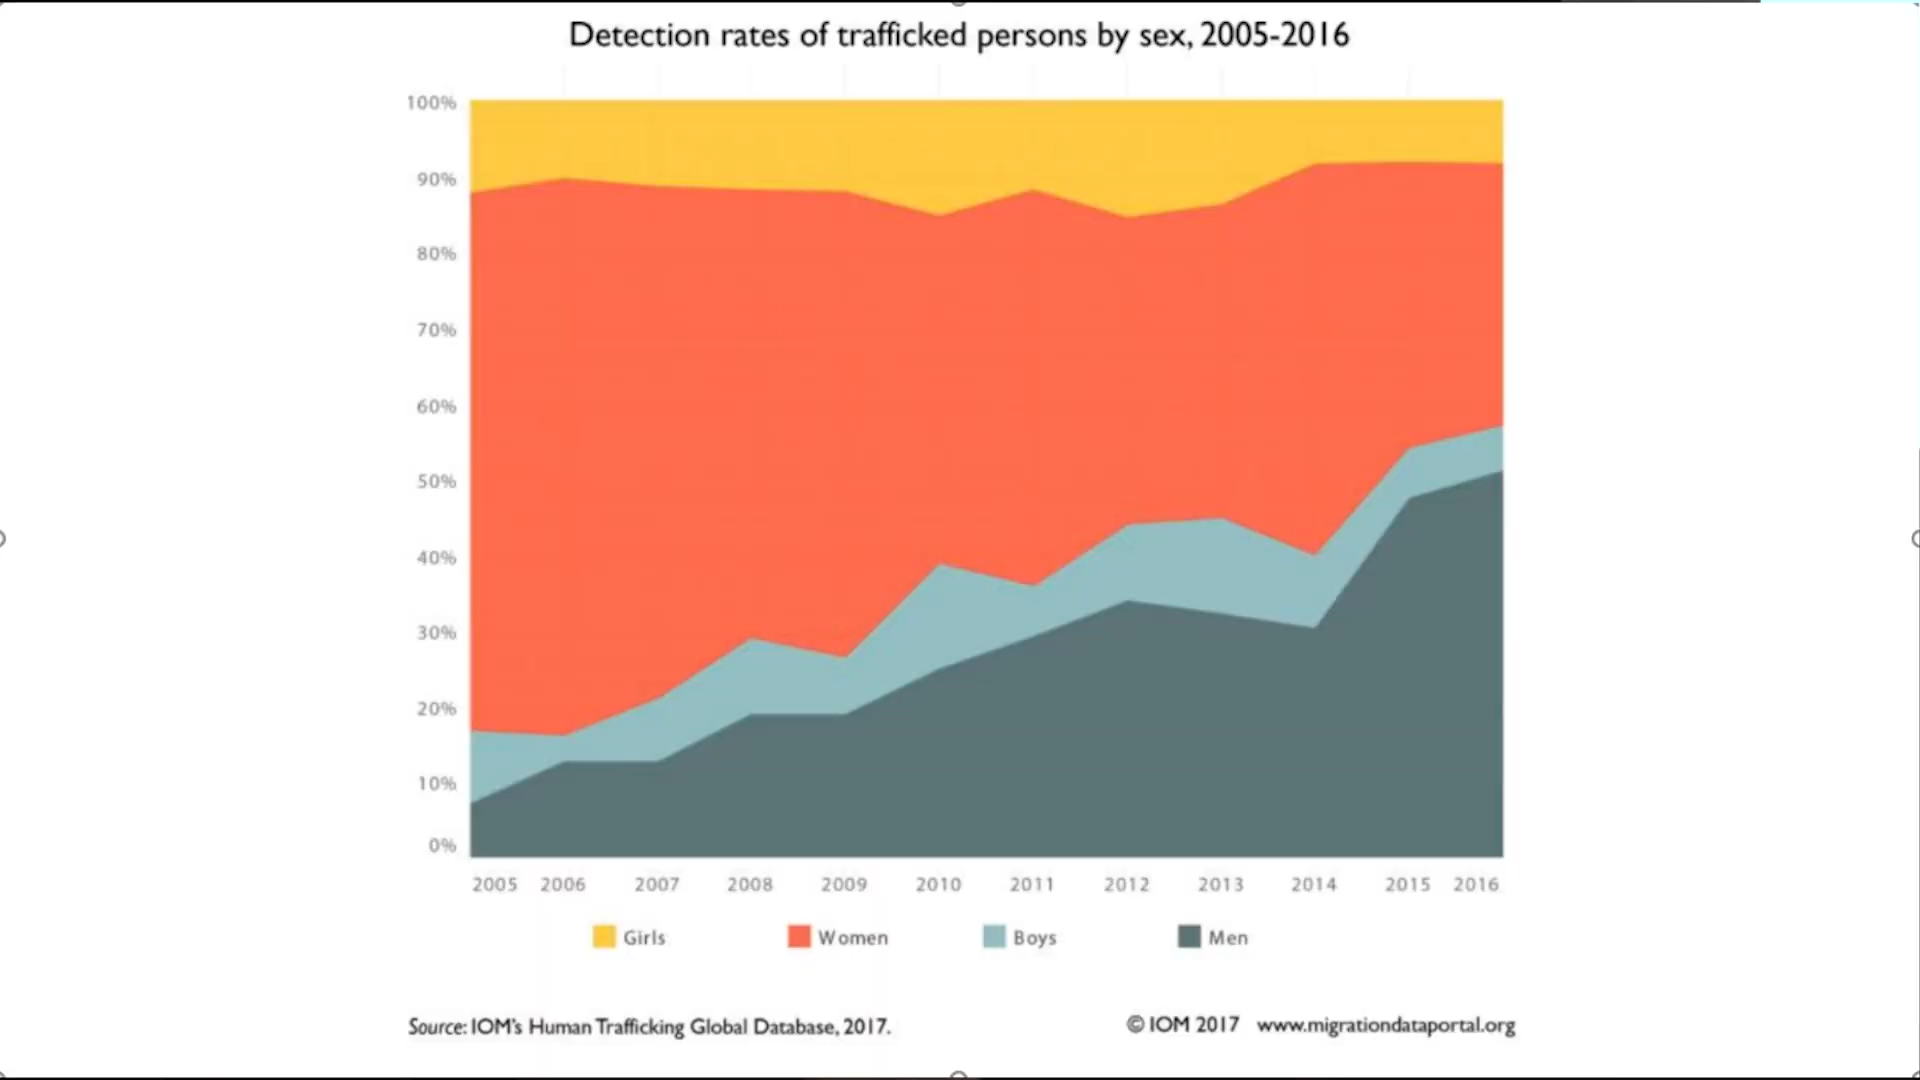 Detection rates of trafficked persons by sex, 2005-2016
100%
90%
80%
70%
60%
50%
40%
30%
20%
10%
0%
2005 2006 2007 2008 2009 2010 2011 2012 2013 2014 2015 2016
Girls Women Boys Men
Source: IOM's Human Trafficking Global Database, 2017.
© IOM 2017 www.migrationdataportal.org